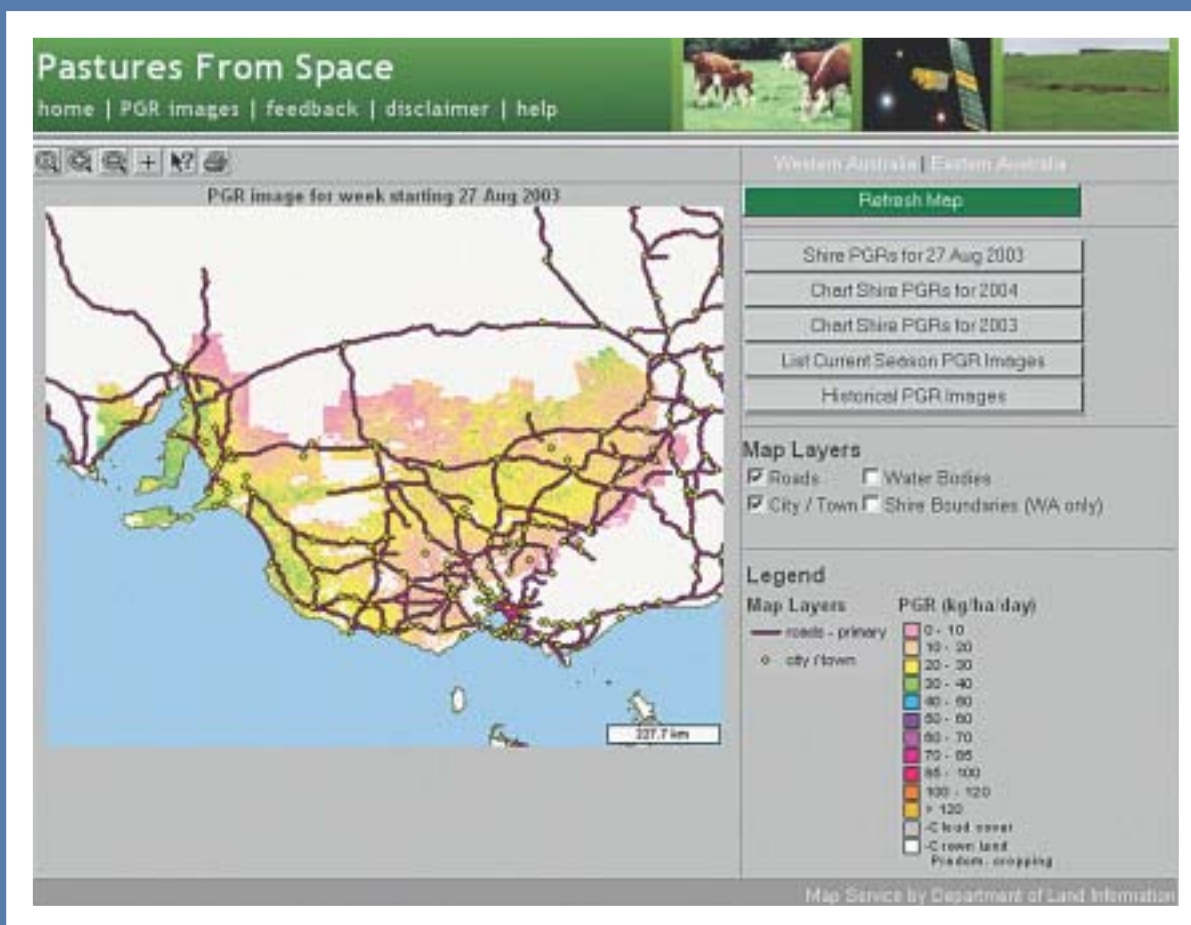 Pastures From Space
home | PGR images | feedback | disclaimer | help
Western Australia | Eastern Australia
PGR image for week starting 27 Aug 2003
Refresh Map
Shire PGRs for 27 Aug 2003
Chart Shire PGRs for 2004
Chart Shire PGRs for 2003
List Current Season PGR Images
Historical PGR Images
Map Layers
Roads Water Bodies
City / Town Shire Boundaries (WA only)
Legend
Map Layers PGR (kg/ha/day)
roads - primary
city / town
0 - 10
10 - 20
20 - 30
30 - 40
60 - 70
70 - 85
85 - 100
100 - 120
> 120
-Cloud cover
-Crown land
Predom. cropping
227.7 km
Map Service by Department of Land Information